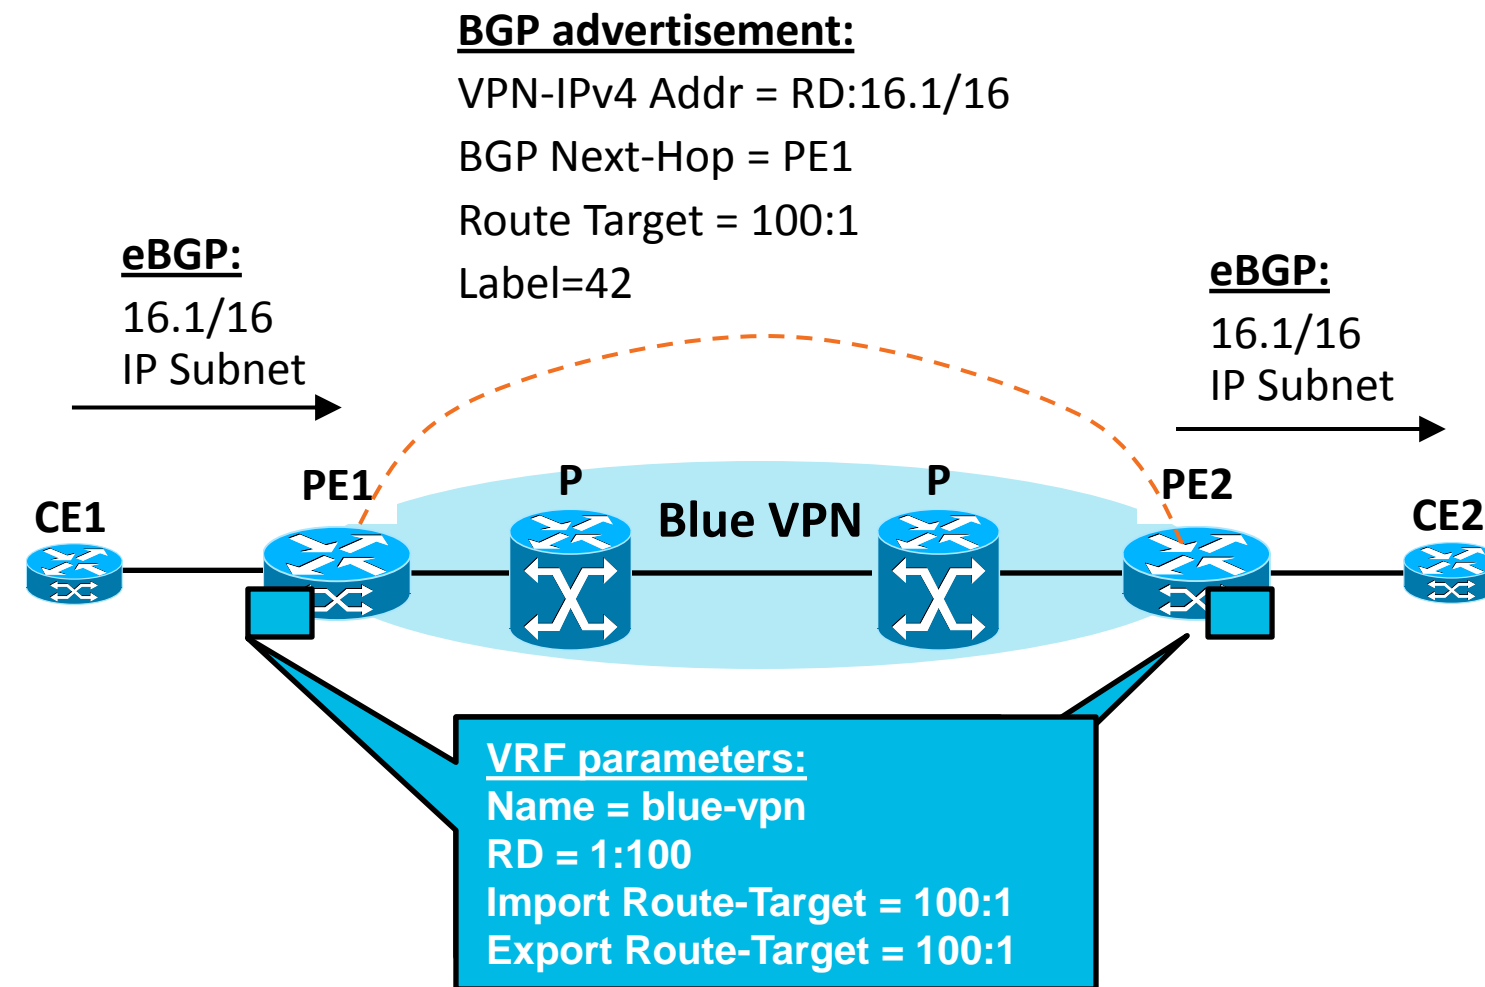 BGP advertisement:
VPN-IPv4 Addr = RD:16.1/16
BGP Next-Hop = PE1
Route Target = 100:1
Label=42
eBGP:
16.1/16
IP Subnet
eBGP:
16.1/16
IP Subnet
CE1
PE1
P
Blue VPN
P
PE2
CE2
VRF parameters:
Name = blue-vpn
RD = 1:100
Import Route-Target = 100:1
Export Route-Target = 100:1